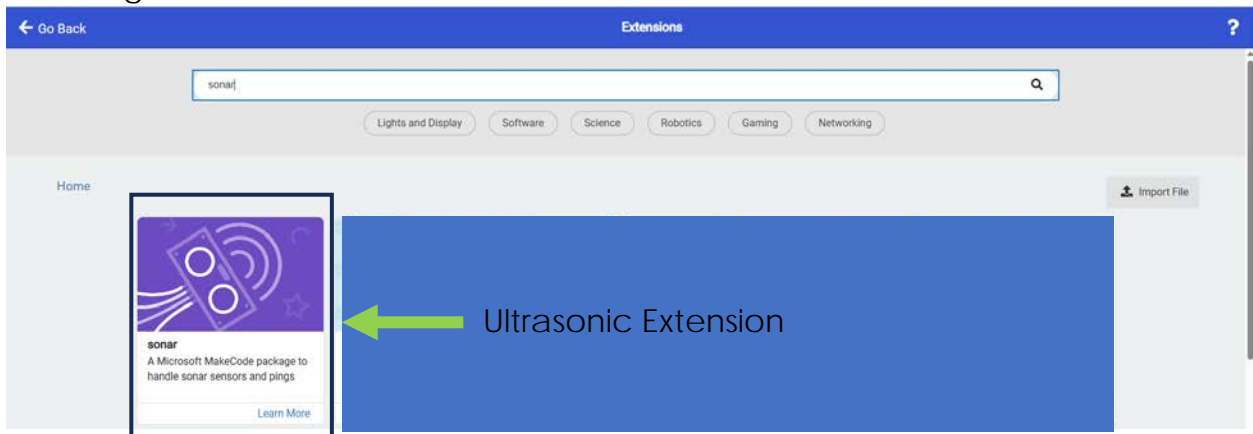 Go Back
Extensions
?
sonar
Lights and Display
Software
Science
Robotics
Gaming
Networking
Home
Import File
Ultrasonic Extension
sonar
A Microsoft MakeCode package to
handle sonar sensors and pings
Learn More